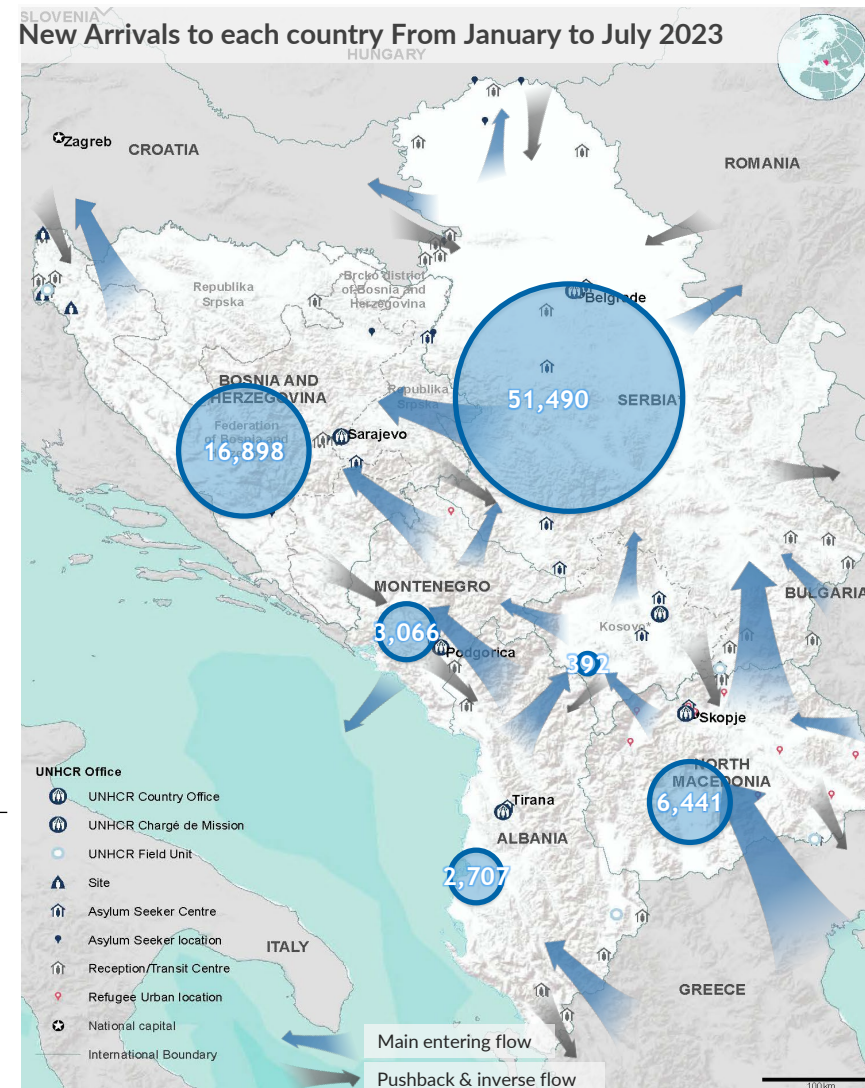 SLOVENIA
New Arrivals to each country From January to July 2023
HUNGARY
Zagreb
CROATIA
ROMANIA
Republika
Srpska
Brcko district
of Bosnia and
Herzegovina
Belgrade
BOSNIA AND
HERZEGOVINA
Republika
Srpska
51,490
SERBIA
Federation
of Bosnia and
16,898
Sarajevo
MONTENEGRO
BULGARIA
Kosovo*
3,066
Podgorica
392
Skopje
NORTH
MACEDONIA
6,441
Tirana
ALBANIA
2,707
ITALY
GREECE
UNHCR Office
UNHCR Country Office
UNHCR Chargé de Mission
UNHCR Field Unit
Site
Asylum Seeker Centre
Asylum Seeker location
Reception/Transit Centre
Refugee Urban location
National capital
International Boundary
Main entering flow
Pushback & inverse flow
100 km